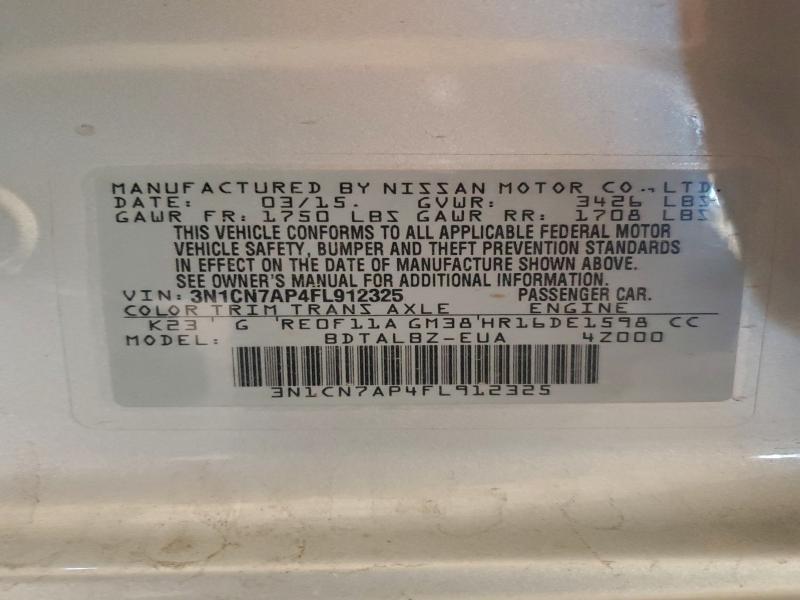 MANUFACTURED BY NISSAN MOTOR CO., LTD.
DATE: 03/15. GVWR: 3426 LBS
GAWR FR: 1750 LBS GAWR RR: 1708 LBS
THIS VEHICLE CONFORMS TO ALL APPLICABLE FEDERAL MOTOR
VEHICLE SAFETY, BUMPER AND THEFT PREVENTION STANDARDS
IN EFFECT ON THE DATE OF MANUFACTURE SHOWN ABOVE.
SEE OWNER'S MANUAL FOR ADDITIONAL INFORMATION.
VIN: 3N1CN7AP4FL912325 PASSENGER CAR.
COLOR TRIM TRANS AXLE ENGINE
K23 G RE0F11A GM38 HR16DE1598 CC
MODEL: BDTALBZ-EUA 4Z000
3N1CN7AP4FL912325